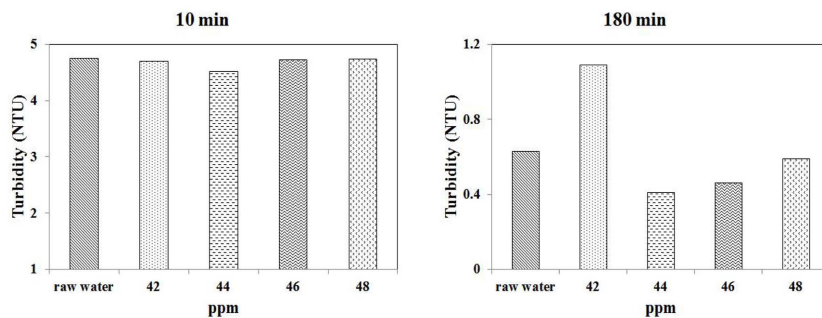 10 min
Turbidity (NTU)
5
4
3
2
1
raw water 42 44 46 48
ppm
180 min
Turbidity (NTU)
1.2
0.8
0.4
0
raw water 42 44 46 48
ppm